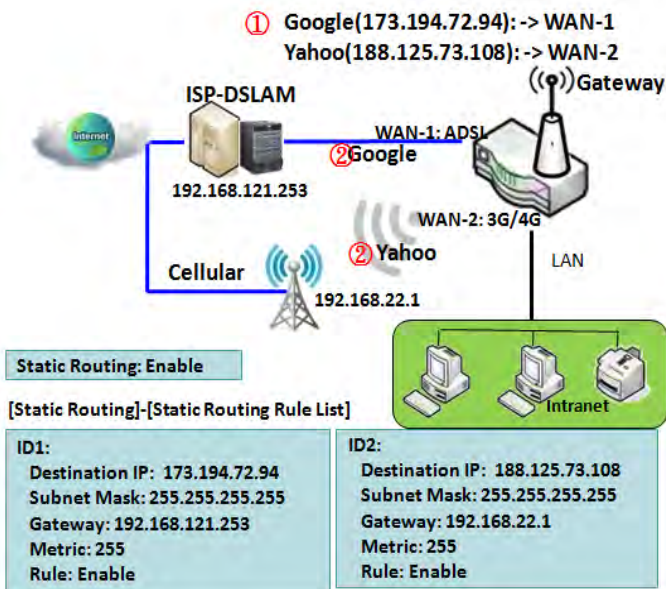 ① Google(173.194.72.94): -> WAN-1
Yahoo(188.125.73.108): -> WAN-2
Gateway
ISP-DSLAM
Internet
WAN-1: ADSL
②Google
192.168.121.253
WAN-2: 3G/4G
② Yahoo
LAN
Cellular
192.168.22.1
Static Routing: Enable
Intranet
[Static Routing]-[Static Routing Rule List]
ID1:
Destination IP: 173.194.72.94
Subnet Mask: 255.255.255.255
Gateway: 192.168.121.253
Metric: 255
Rule: Enable
ID2:
Destination IP: 188.125.73.108
Subnet Mask: 255.255.255.255
Gateway: 192.168.22.1
Metric: 255
Rule: Enable